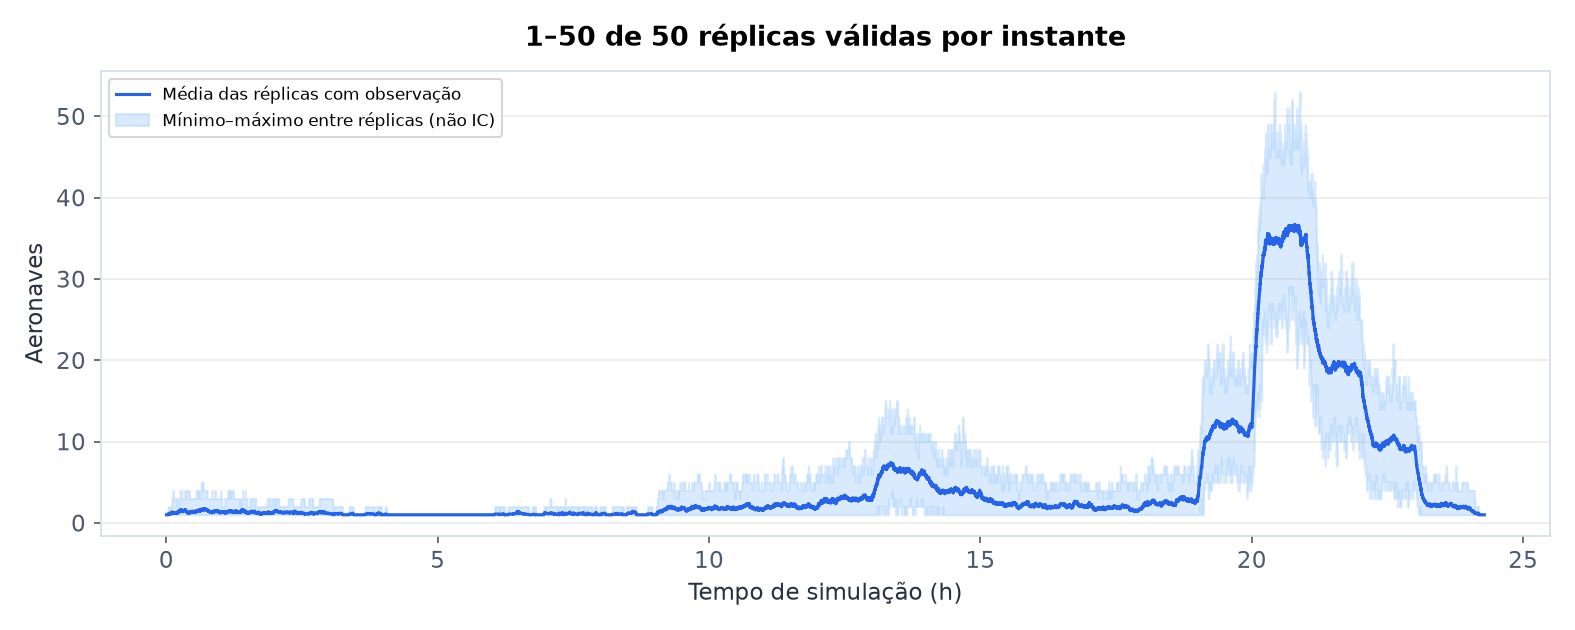 1–50 de 50 réplicas válidas por instante
Média das réplicas com observação
Mínimo–máximo entre réplicas (não IC)
Aeronaves
50
40
30
20
10
0
0 5 10 15 20 25
Tempo de simulação (h)